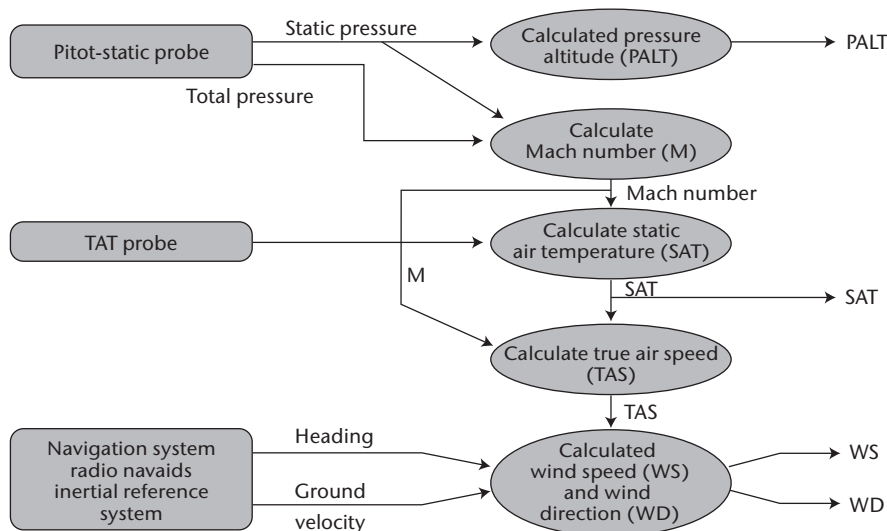 Static pressure
Pitot-static probe
Calculated pressure
altitude (PALT)
PALT
Total pressure
Calculate
Mach number (M)
Mach number
TAT probe
Calculate static
air temperature (SAT)
M
SAT
SAT
Calculate true air speed
(TAS)
TAS
Navigation system
radio navaids
inertial reference
system
Heading
Ground
velocity
Calculated
wind speed (WS)
and wind
direction (WD)
WS
WD